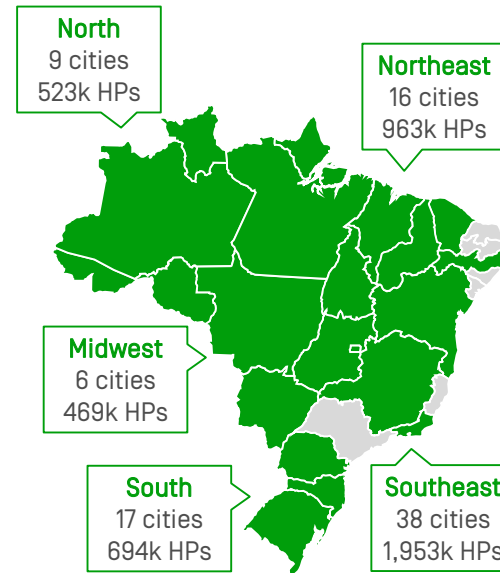 North
9 cities
523k HPs
Northeast
16 cities
963k HPs
Midwest
6 cities
469k HPs
South
17 cities
694k HPs
Southeast
38 cities
1,953k HPs